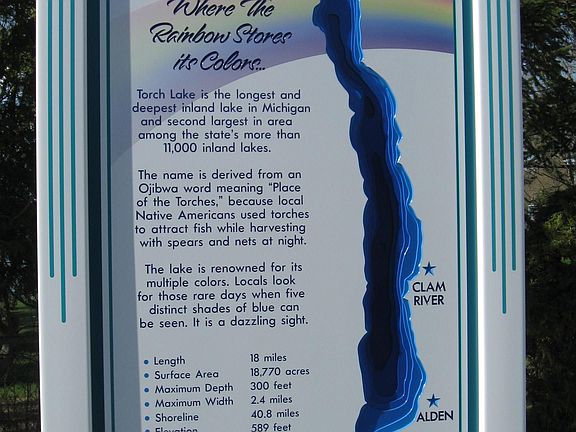 Where The
Rainbow Stores
its Colors...
Torch Lake is the longest and
deepest inland lake in Michigan
and second largest in area
among the state's more than
11,000 inland lakes.
The name is derived from an
Ojibwa word meaning "Place
of the Torches," because local
Native Americans used torches
to attract fish while harvesting
with spears and nets at night.
The lake is renowned for its
multiple colors. Locals look
for those rare days when five
distinct shades of blue can
be seen. It is a dazzling sight.
• Length 18 miles
• Surface Area 18,770 acres
• Maximum Depth 300 feet
• Maximum Width 2.4 miles
• Shoreline 40.8 miles
• Elevation 589 feet
CLAM
RIVER
ALDEN